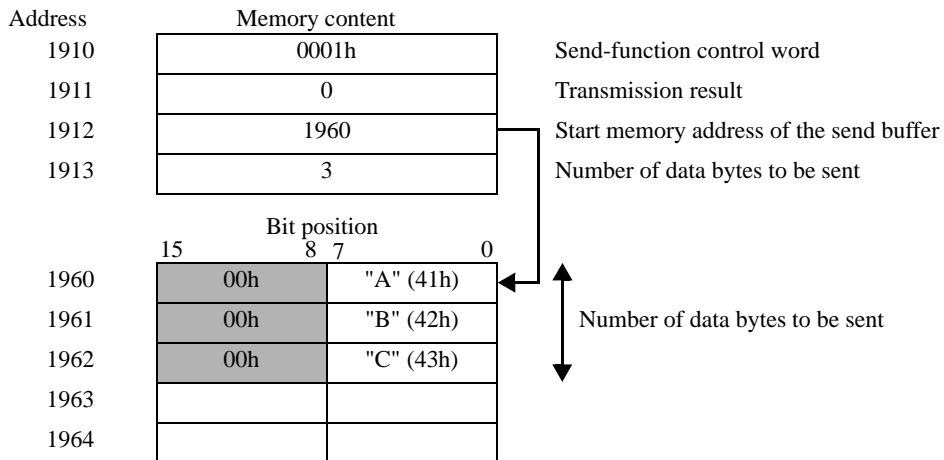 Address Memory content
1910 0001h Send-function control word
1911 0 Transmission result
1912 1960 Start memory address of the send buffer
1913 3 Number of data bytes to be sent
Bit position
15 8 7 0
1960 00h "A" (41h)
1961 00h "B" (42h) Number of data bytes to be sent
1962 00h "C" (43h)
1963
1964